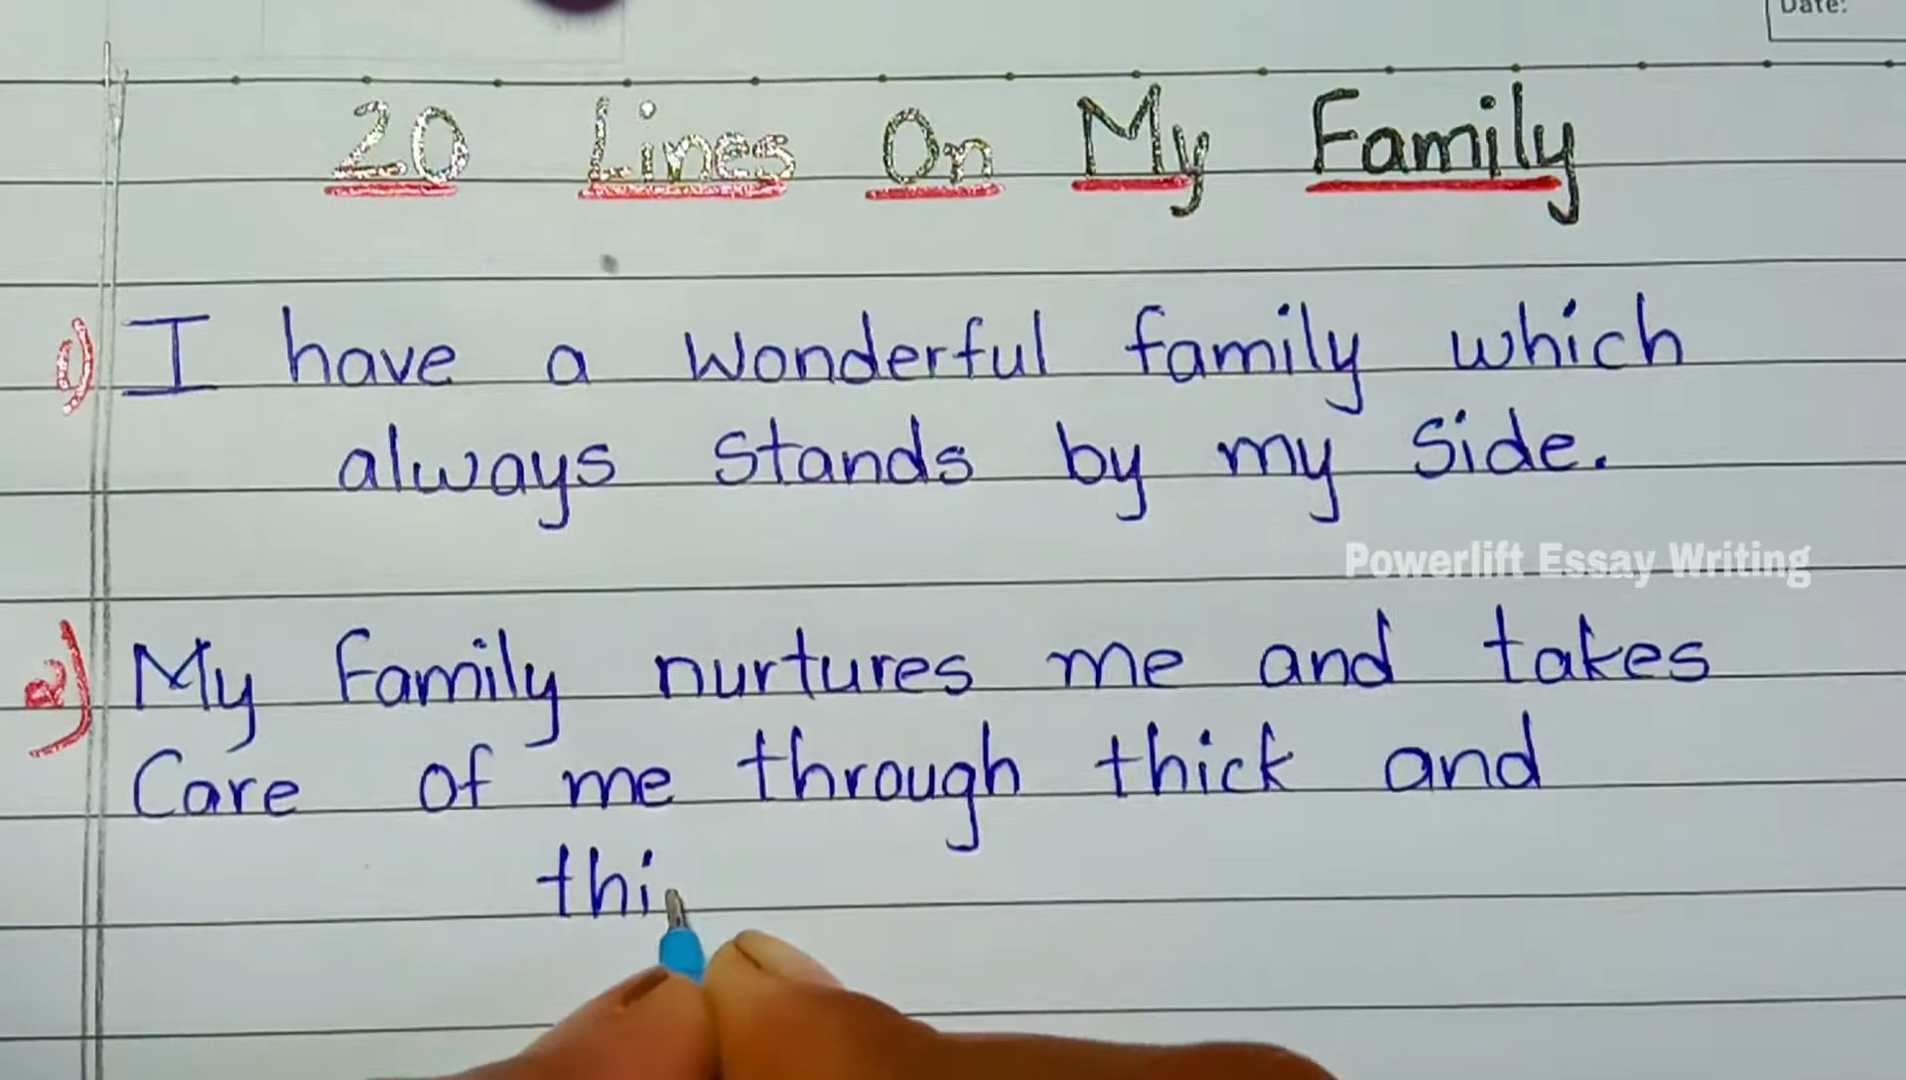 Date:
20 Lines On My Family
1) I have a wonderful family which
always stands by my side.
Powerlift Essay Writing
2) My family nurtures me and takes
Care of me through thick and
thi